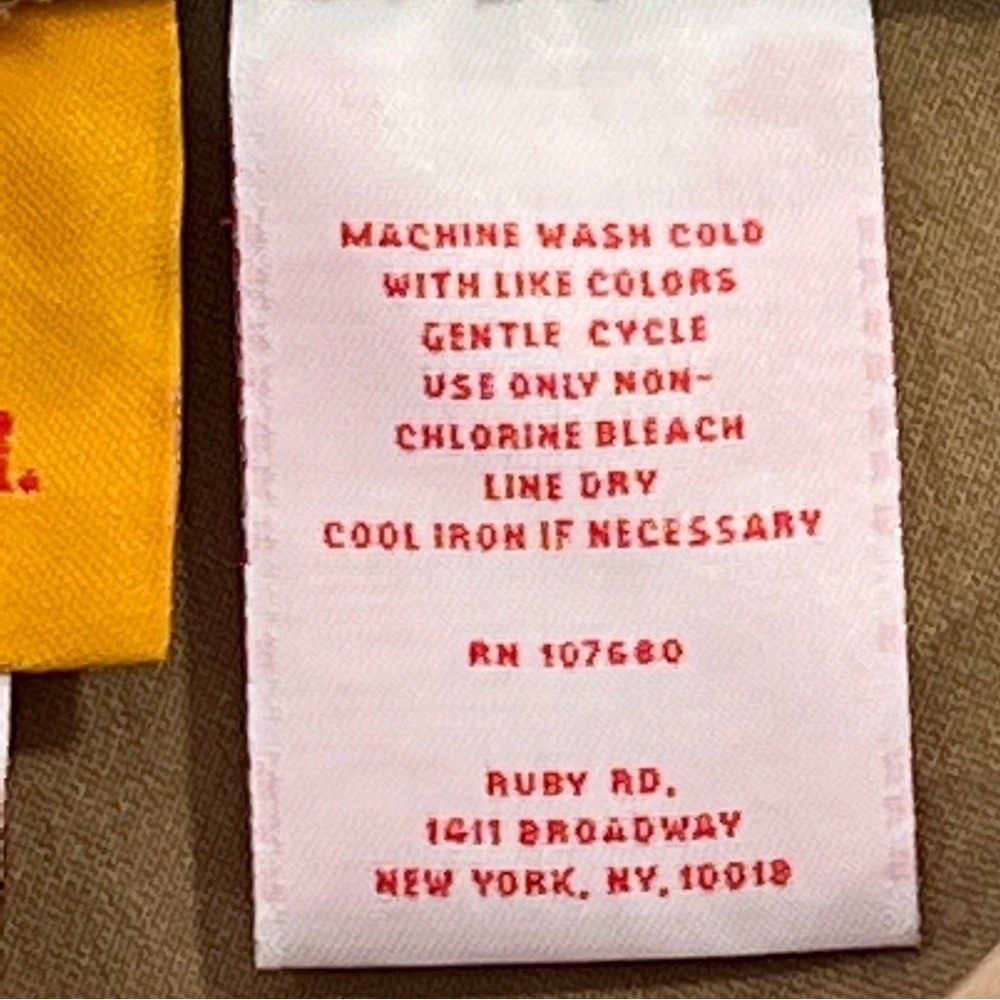 MACHINE WASH COLD
WITH LIKE COLORS
GENTLE CYCLE
USE ONLY NON-
CHLORINE BLEACH
LINE DRY
COOL IRON IF NECESSARY
RN 107680
RUBY RD.
1411 BROADWAY
NEW YORK, NY, 10018